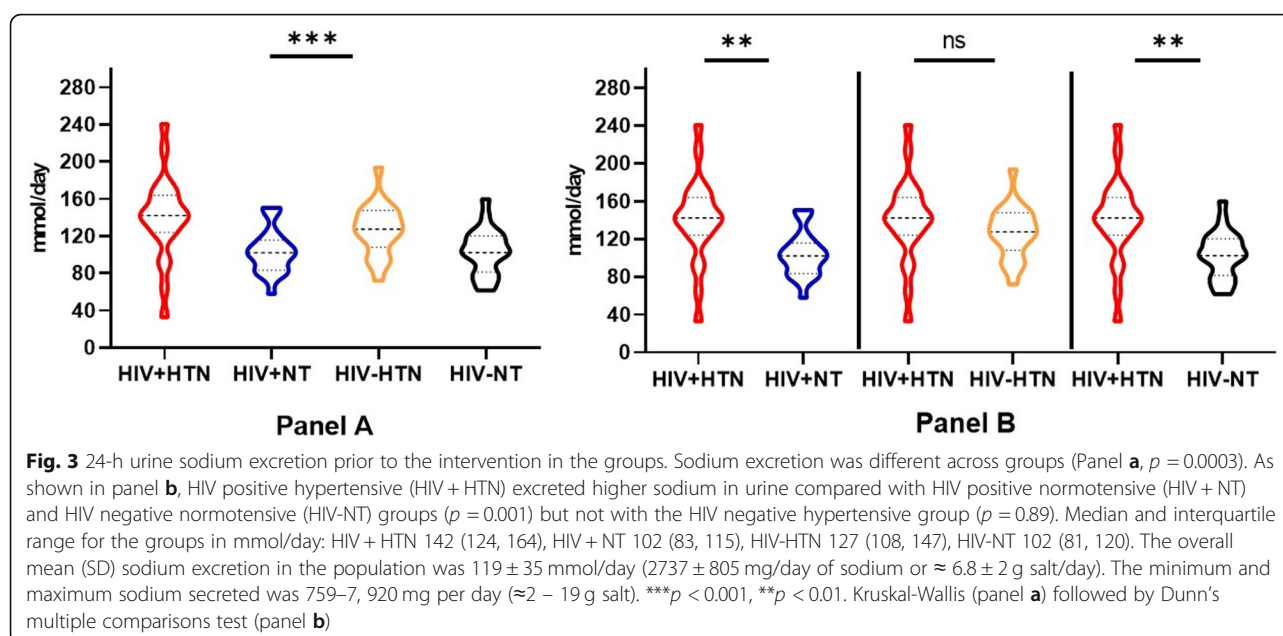 ***
280
240
200
160
120
80
40
0
mmol/day
HIV+HTN HIV+NT HIV-HTN HIV-NT
Panel A
** ns **
280
240
200
160
120
80
40
0
mmol/day
HIV+HTN HIV+NT HIV+HTN HIV-HTN HIV+HTN HIV-NT
Panel B
Fig. 3 24-h urine sodium excretion prior to the intervention in the groups. Sodium excretion was different across groups (Panel a, p = 0.0003). As
shown in panel b, HIV positive hypertensive (HIV + HTN) excreted higher sodium in urine compared with HIV positive normotensive (HIV + NT)
and HIV negative normotensive (HIV-NT) groups (p = 0.001) but not with the HIV negative hypertensive group (p = 0.89). Median and interquartile
range for the groups in mmol/day: HIV + HTN 142 (124, 164), HIV + NT 102 (83, 115), HIV-HTN 127 (108, 147), HIV-NT 102 (81, 120). The overall
mean (SD) sodium excretion in the population was 119 ± 35 mmol/day (2737 ± 805 mg/day of sodium or ≈ 6.8 ± 2 g salt/day). The minimum and
maximum sodium secreted was 759–7, 920 mg per day (≈2 – 19 g salt). ***p < 0.001, **p < 0.01. Kruskal-Wallis (panel a) followed by Dunn's
multiple comparisons test (panel b)